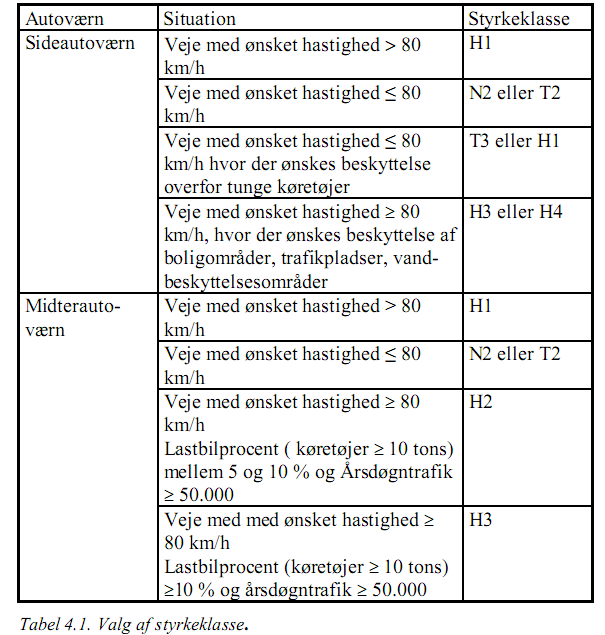 Autoværn Situation Styrkeklasse
Sideautoværn Veje med ønsket hastighed > 80 H1
km/h
Veje med ønsket hastighed ≤ 80 N2 eller T2
km/h
Veje med ønsket hastighed ≤ 80 T3 eller H1
km/h hvor der ønskes beskyttelse
overfor tunge køretøjer
Veje med ønsket hastighed ≥ 80 H3 eller H4
km/h, hvor der ønskes beskyttelse af
boligområder, trafikpladser, vand-
beskyttelsesområder
Midterauto- Veje med ønsket hastighed > 80 H1
værn km/h
Veje med ønsket hastighed ≤ 80 N2 eller T2
km/h
Veje med ønsket hastighed ≥ 80 H2
km/h
Lastbilprocent ( køretøjer ≥ 10 tons)
mellem 5 og 10 % og Årsdøgntrafik
≥ 50.000
Veje med med ønsket hastighed ≥ H3
80 km/h
Lastbilprocent (køretøjer ≥ 10 tons)
≥10 % og årsdøgntrafik ≥ 50.000
Tabel 4.1. Valg af styrkeklasse.